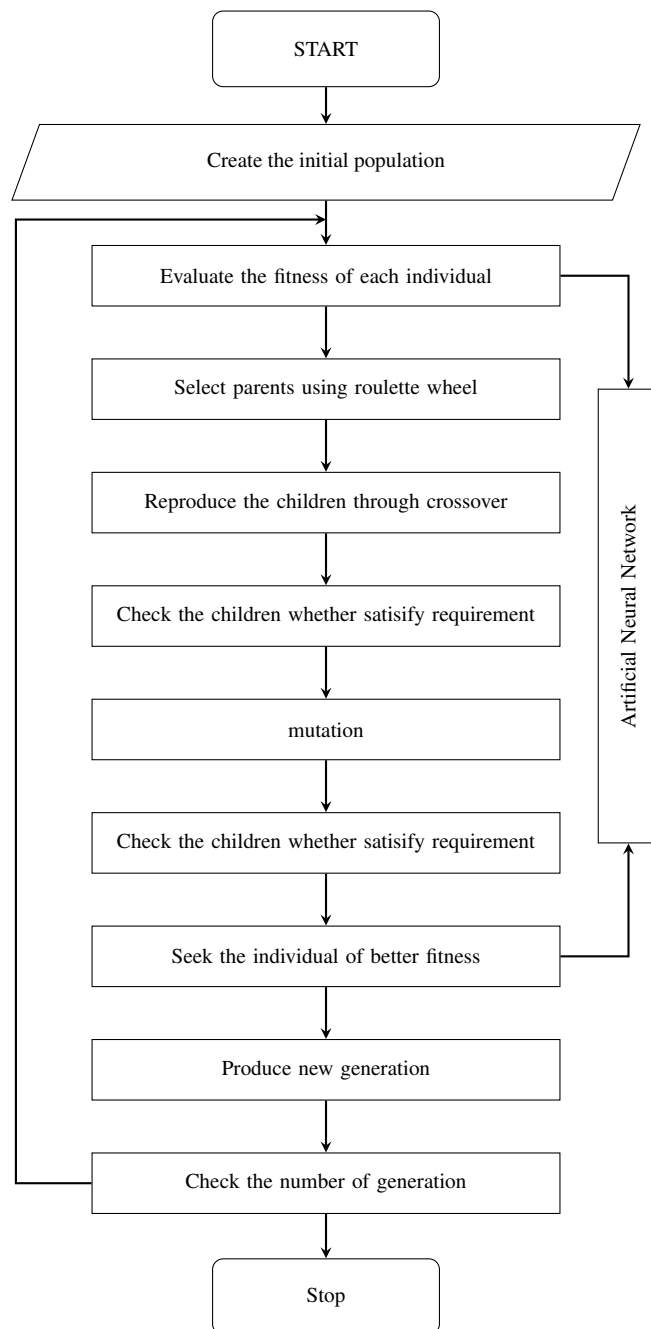 START
Create the initial population
Evaluate the fitness of each individual
Select parents using roulette wheel
Reproduce the children through crossover
Check the children whether satisify requirement
mutation
Check the children whether satisify requirement
Seek the individual of better fitness
Produce new generation
Check the number of generation
Stop
Artificial Neural Network